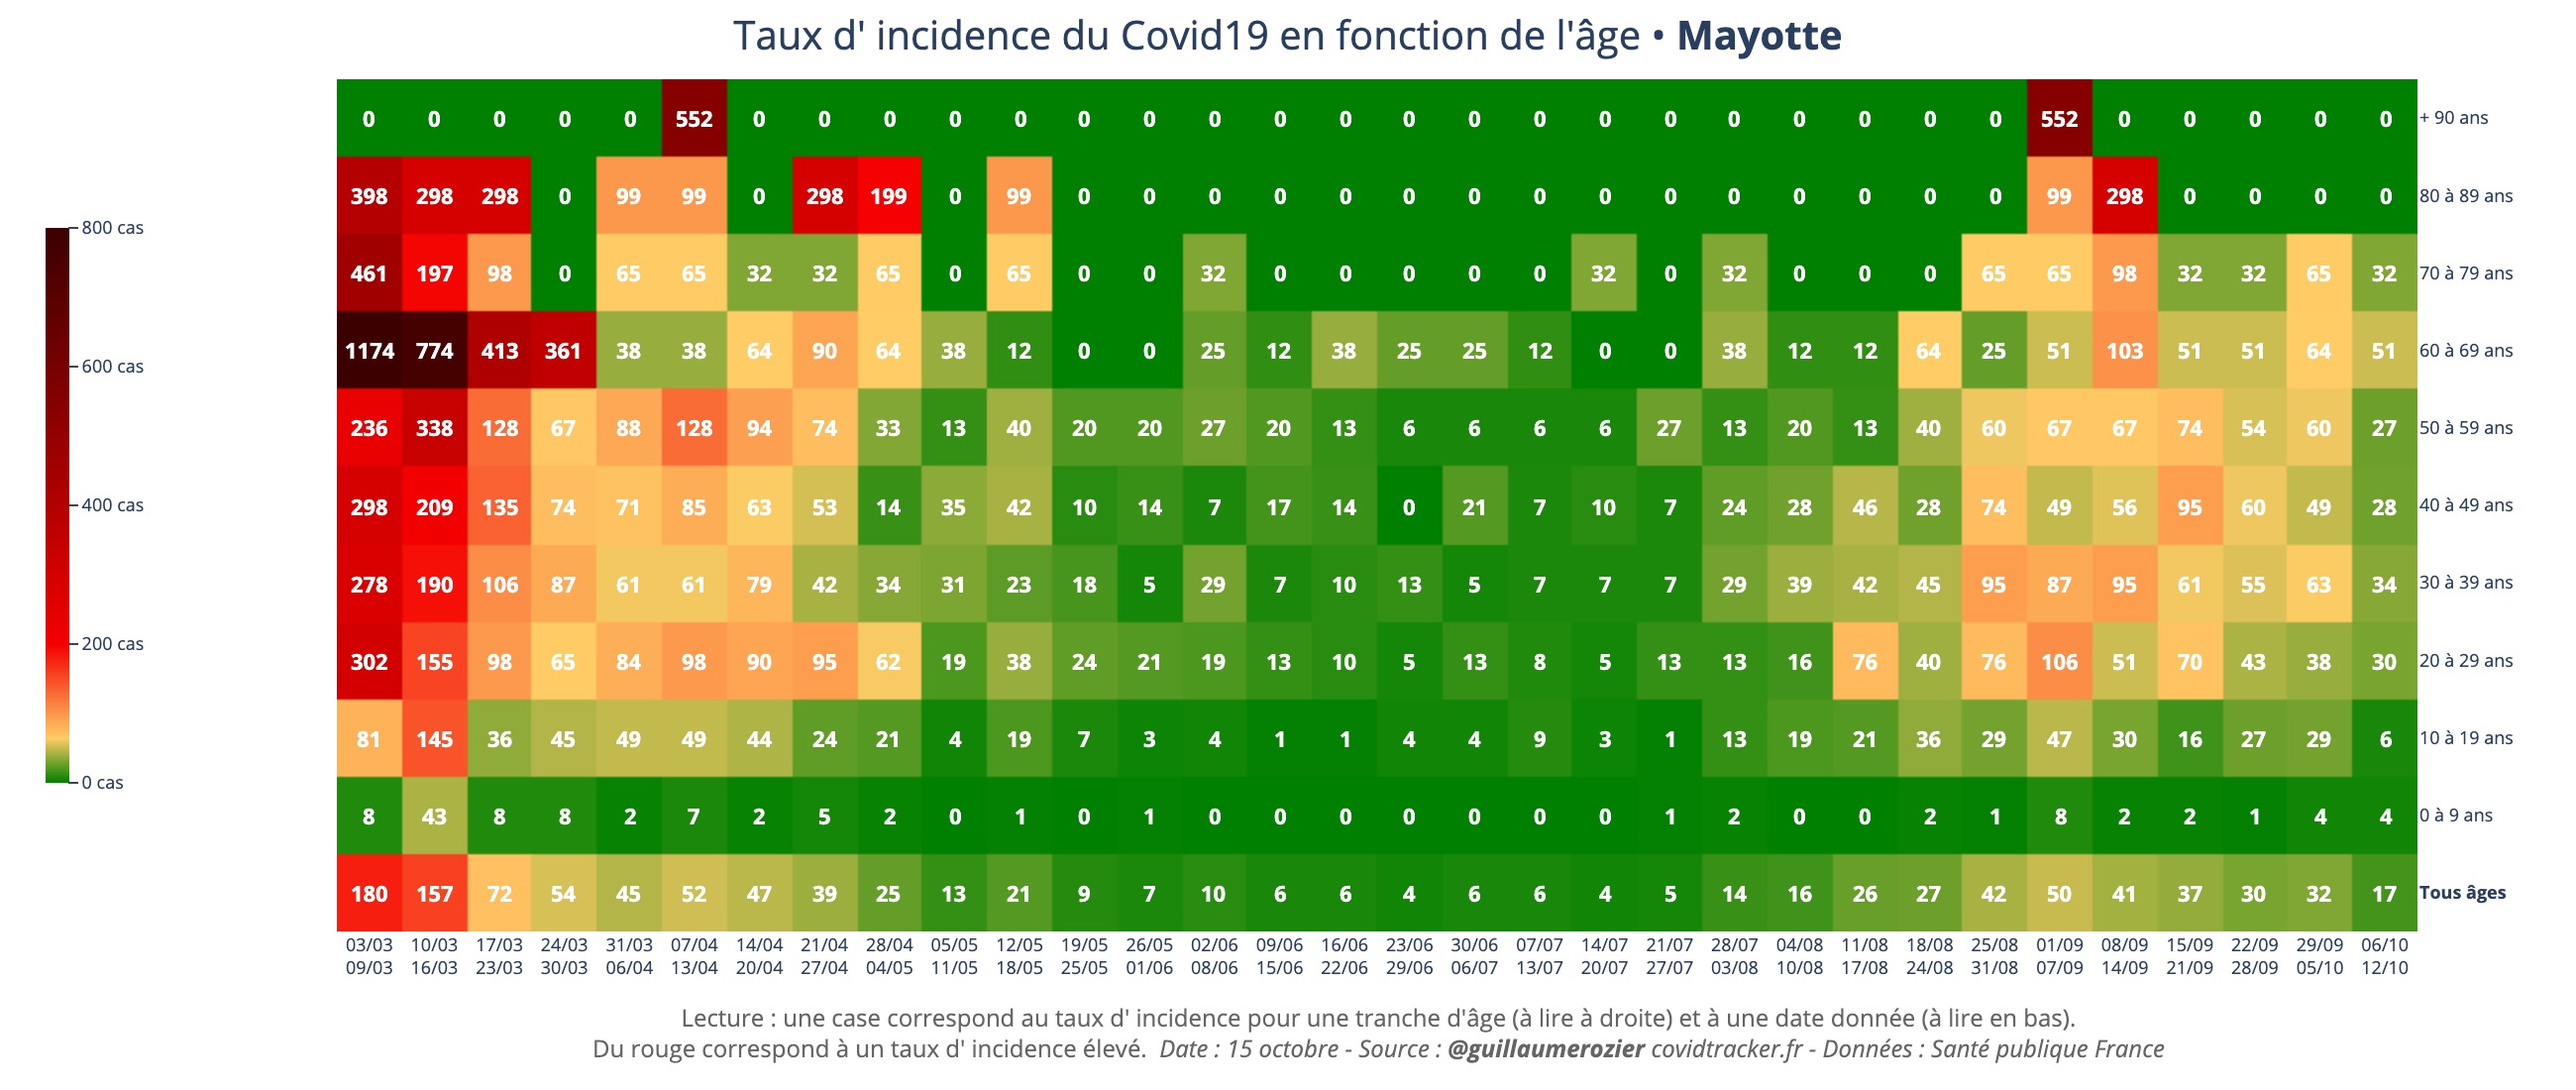 Taux d' incidence du Covid19 en fonction de l'âge • Mayotte
0 0 0 0 0 552 0 0 0 0 0 0 0 0 0 0 0 0 0 0 0 0 0 0 0 0 552 0 0 0 0 0 + 90 ans
398 298 298 0 99 99 0 298 199 0 99 0 0 0 0 0 0 0 0 0 0 0 0 0 0 0 99 298 0 0 0 0 80 à 89 ans
800 cas
461 197 98 0 65 65 32 32 65 0 65 0 0 32 0 0 0 0 0 32 0 32 0 0 0 65 65 98 32 32 65 32 70 à 79 ans
1174 774 413 361 38 38 64 90 64 38 12 0 0 25 12 38 25 25 12 0 0 38 12 12 64 25 51 103 51 51 64 51 60 à 69 ans
600 cas
236 338 128 67 88 128 94 74 33 13 40 20 20 27 20 13 6 6 6 6 27 13 20 13 40 60 67 67 74 54 60 27 50 à 59 ans
400 cas
298 209 135 74 71 85 63 53 14 35 42 10 14 7 17 14 0 21 7 10 7 24 28 46 28 74 49 56 95 60 49 28 40 à 49 ans
278 190 106 87 61 61 79 42 34 31 23 18 5 29 7 10 13 5 7 7 7 29 39 42 45 95 87 95 61 55 63 34 30 à 39 ans
200 cas
302 155 98 65 84 98 90 95 62 19 38 24 21 19 13 10 5 13 8 5 13 13 16 76 40 76 106 51 70 43 38 30 20 à 29 ans
81 145 36 45 49 49 44 24 21 4 19 7 3 4 1 1 4 4 9 3 1 13 19 21 36 29 47 30 16 27 29 6 10 à 19 ans
0 cas
8 43 8 8 2 7 2 5 2 0 1 0 1 0 0 0 0 0 0 0 1 2 0 0 2 1 8 2 2 1 4 4 0 à 9 ans
180 157 72 54 45 52 47 39 25 13 21 9 7 10 6 6 4 6 6 4 5 14 16 26 27 42 50 41 37 30 32 17 Tous âges
03/03 10/03 17/03 24/03 31/03 07/04 14/04 21/04 28/04 05/05 12/05 19/05 26/05 02/06 09/06 16/06 23/06 30/06 07/07 14/07 21/07 28/07 04/08 11/08 18/08 25/08 01/09 08/09 15/09 22/09 29/09 06/10
09/03 16/03 23/03 30/03 06/04 13/04 20/04 27/04 04/05 11/05 18/05 25/05 01/06 08/06 15/06 22/06 29/06 06/07 13/07 20/07 27/07 03/08 10/08 17/08 24/08 31/08 07/09 14/09 21/09 28/09 05/10 12/10
Lecture : une case correspond au taux d' incidence pour une tranche d'âge (à lire à droite) et à une date donnée (à lire en bas).
Du rouge correspond à un taux d' incidence élevé. Date : 15 octobre - Source : @guillaumerozier covidtracker.fr - Données : Santé publique France